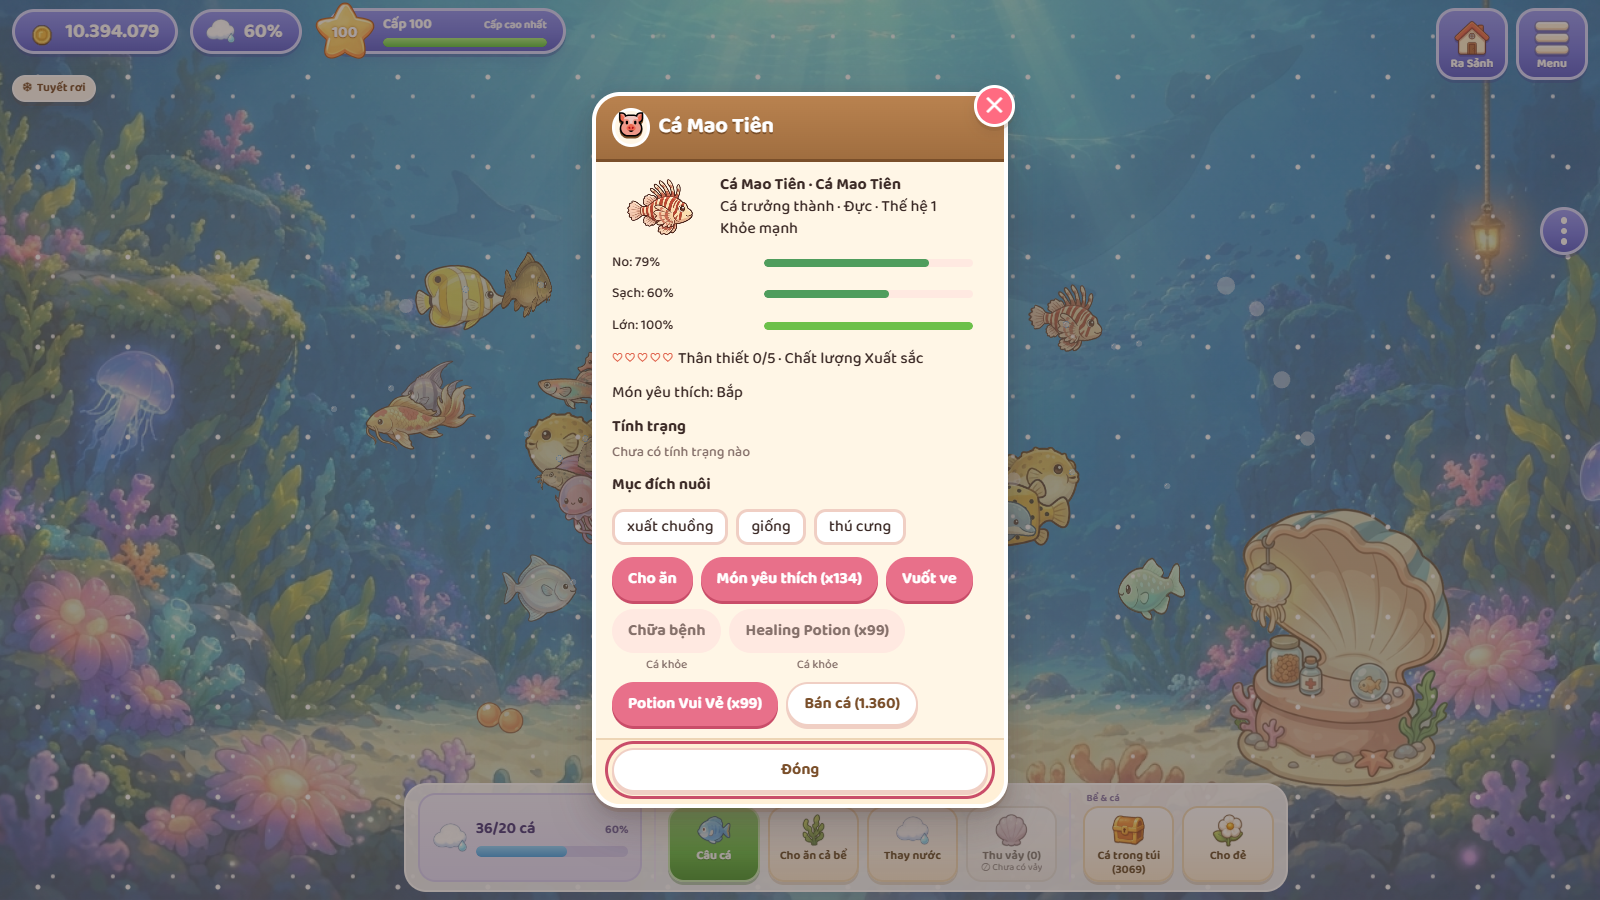 10.394.079
60%
100
Cấp 100
Cấp cao nhất
Ra Sảnh
Menu
Tuyết rơi
Cá Mao Tiên
Cá Mao Tiên · Cá Mao Tiên
Cá trưởng thành · Đực · Thế hệ 1
Khỏe mạnh
No: 79%
Sạch: 60%
Lớn: 100%
Thân thiết 0/5 · Chất lượng Xuất sắc
Món yêu thích: Bắp
Tính trạng
Chưa có tính trạng nào
Mục đích nuôi
xuất chuồng
giống
thú cưng
Cho ăn
Món yêu thích (x134)
Vuốt ve
Chữa bệnh
Healing Potion (x99)
Cá khỏe
Cá khỏe
Potion Vui Vẻ (x99)
Bán cá (1.360)
Đóng
36/20 cá
60%
Câu cá
Cho ăn cả bể
Thay nước
Thu vảy (0)
Chưa có vảy
Bể & cá
Cá trong túi
(3069)
Cho đẻ